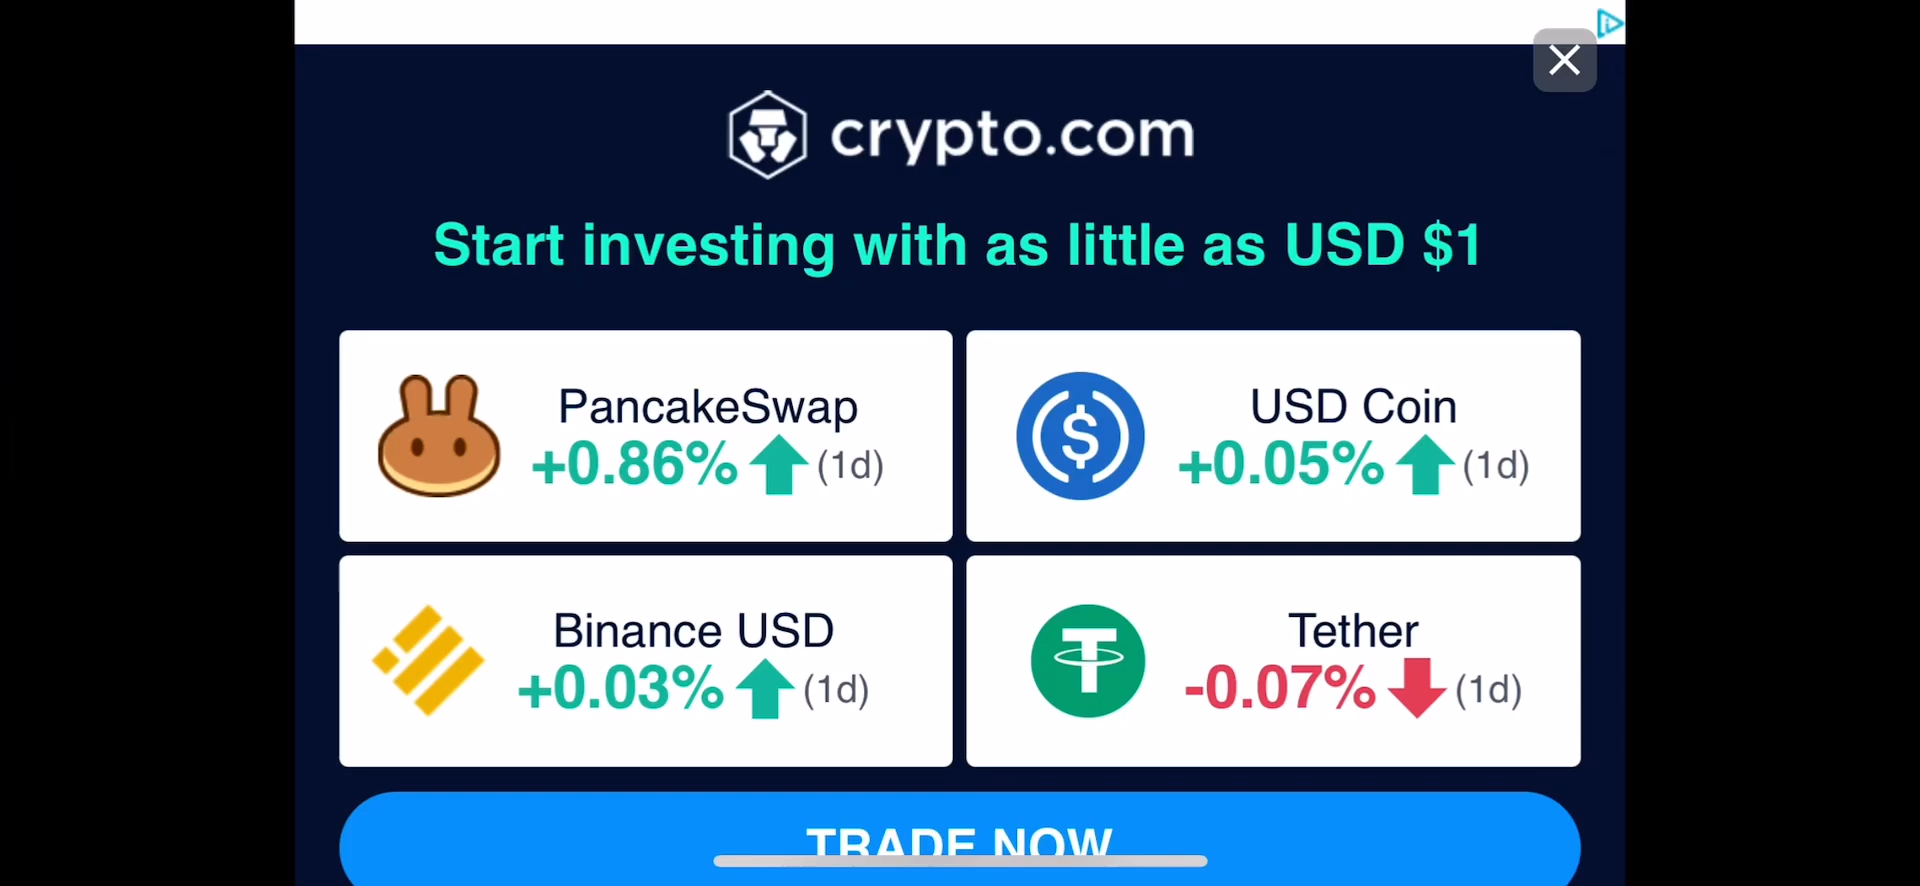 crypto.com
Start investing with as little as USD $1
PancakeSwap
+0.86% (1d)
USD Coin
+0.05% (1d)
Binance USD
+0.03% (1d)
Tether
-0.07% (1d)
TRADE NOW